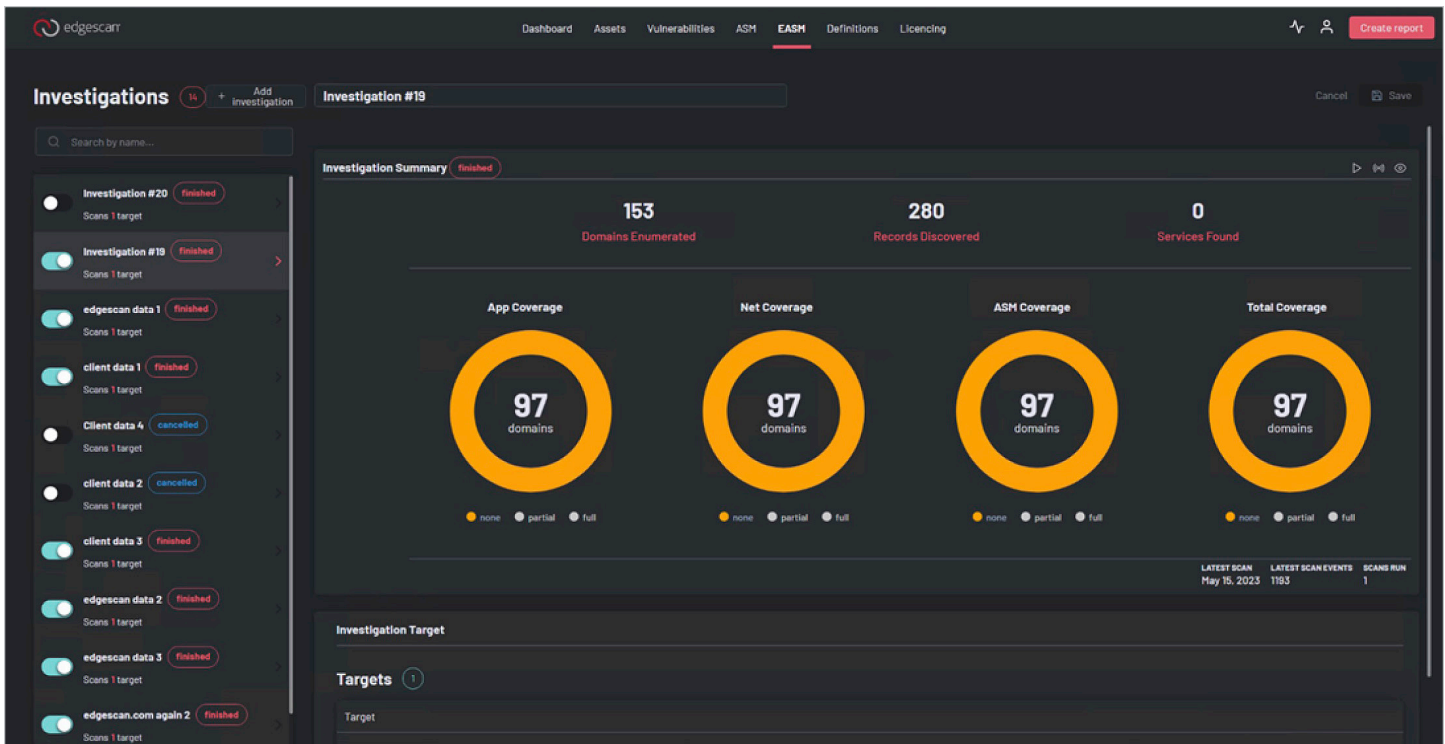 edgescan
Dashboard Assets Vulnerabilities ASM EASM Definitions Licencing
Create report
Investigations 14
+ Add investigation
Investigation #19
Cancel Save
Search by name...
Investigation #20 finished
Scans 1 target
Investigation #19 finished
Scans 1 target
edgescan data 1 finished
Scans 1 target
client data 1 finished
Scans 1 target
Client data 4 cancelled
Scans 1 target
client data 2 cancelled
Scans 1 target
client data 3 finished
Scans 1 target
edgescan data 2 finished
Scans 1 target
edgescan data 3 finished
Scans 1 target
edgescan.com again 2 finished
Scans 1 target
Investigation Summary finished
153 280 0
Domains Enumerated Records Discovered Services Found
App Coverage Net Coverage ASM Coverage Total Coverage
97 97 97 97
domains domains domains domains
none partial full none partial full none partial full none partial full
LATEST SCAN LATEST SCAN EVENTS SCANS RUN
May 15, 2023 1193 1
Investigation Target
Targets 1
Target